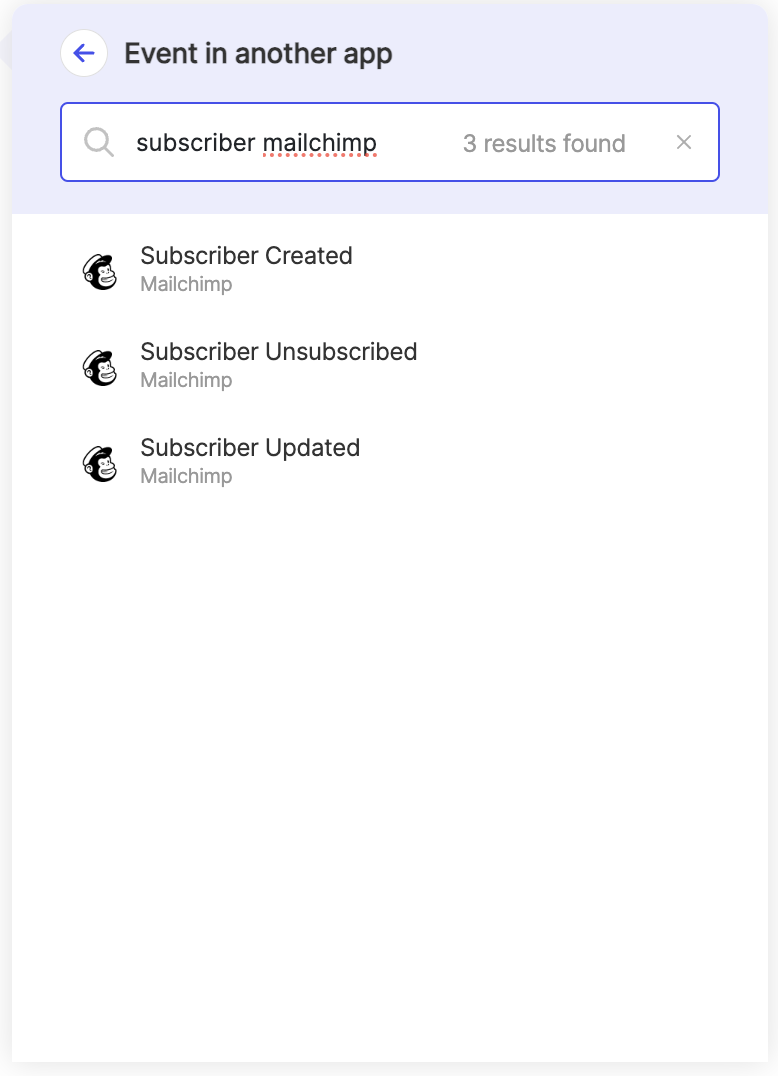 Event in another app
subscriber mailchimp 3 results found
Subscriber Created
Mailchimp
Subscriber Unsubscribed
Mailchimp
Subscriber Updated
Mailchimp